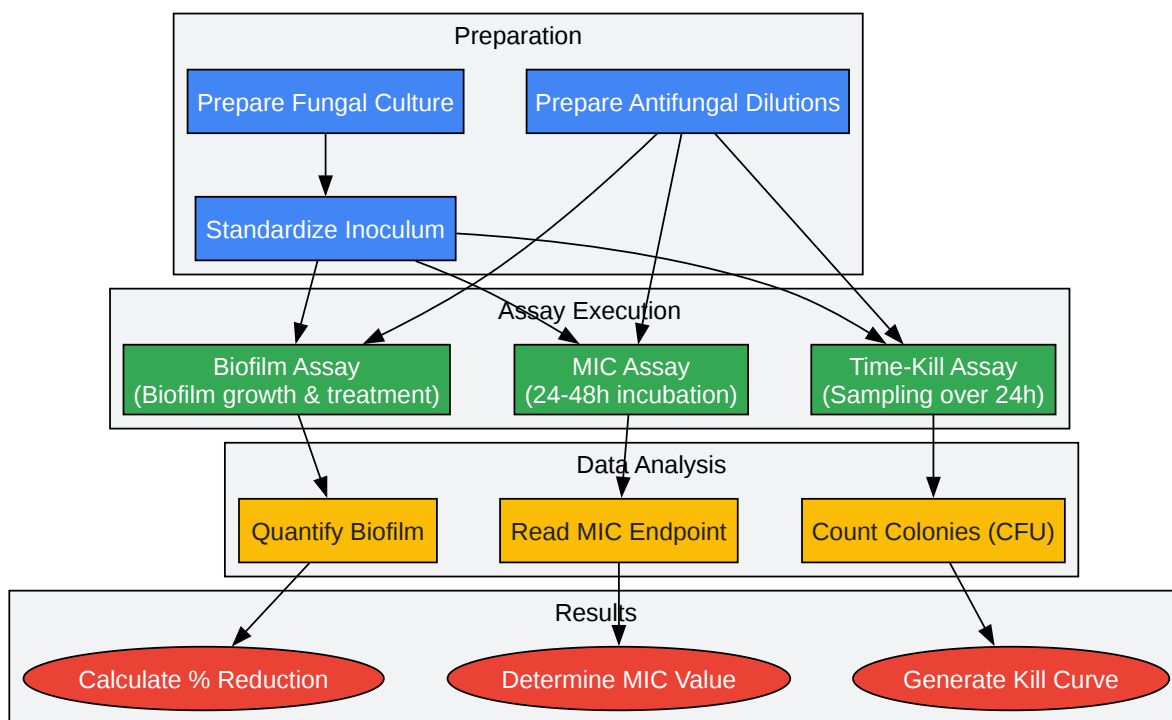 Preparation
Prepare Fungal Culture
Prepare Antifungal Dilutions
Standardize Inoculum
Assay Execution
Biofilm Assay
(Biofilm growth & treatment)
MIC Assay
(24-48h incubation)
Time-Kill Assay
(Sampling over 24h)
Data Analysis
Quantify Biofilm
Read MIC Endpoint
Count Colonies (CFU)
Results
Calculate % Reduction
Determine MIC Value
Generate Kill Curve